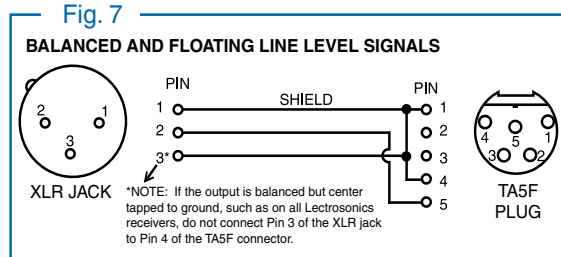 Fig. 7
BALANCED AND FLOATING LINE LEVEL SIGNALS
PIN
PIN
SHIELD
1
2
3*
1
2
3
4
5
2
1
3
XLR JACK
4
5
1
3
2
TA5F
PLUG
*NOTE: If the output is balanced but center
tapped to ground, such as on all Lectrosonics
receivers, do not connect Pin 3 of the XLR jack
to Pin 4 of the TA5F connector.